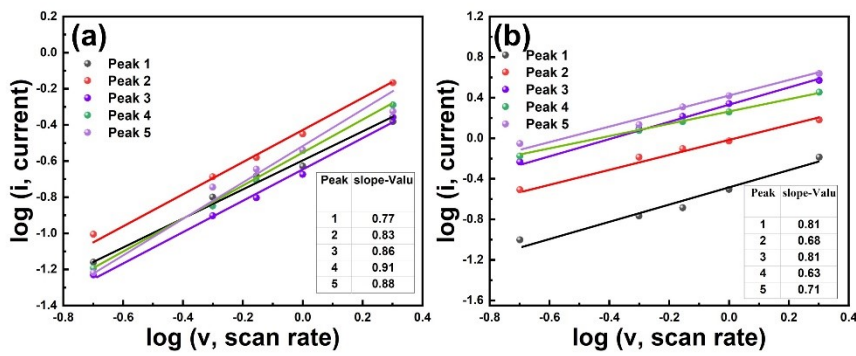 (a)
Peak 1
Peak 2
Peak 3
Peak 4
Peak 5
log (i, current)
0.2
0.0
-0.2
-0.4
-0.6
-0.8
-1.0
-1.2
-1.4
Peak slope-Valu
1 0.77
2 0.83
3 0.86
4 0.91
5 0.88
-0.8 -0.6 -0.4 -0.2 0.0 0.2 0.4
log (v, scan rate)
(b)
Peak 1
Peak 2
Peak 3
Peak 4
Peak 5
log (i, current)
1.2
0.8
0.4
0.0
-0.4
-0.8
-1.2
-1.6
Peak slope-Valu
1 0.81
2 0.68
3 0.81
4 0.63
5 0.71
-0.8 -0.6 -0.4 -0.2 0.0 0.2 0.4
log (v, scan rate)